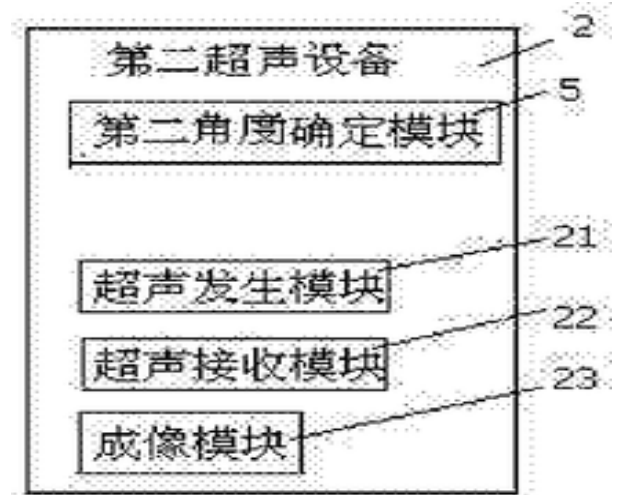 第二超声设备 2
第二角度确定模块 5
超声发生模块 21
超声接收模块 22
成像模块 23